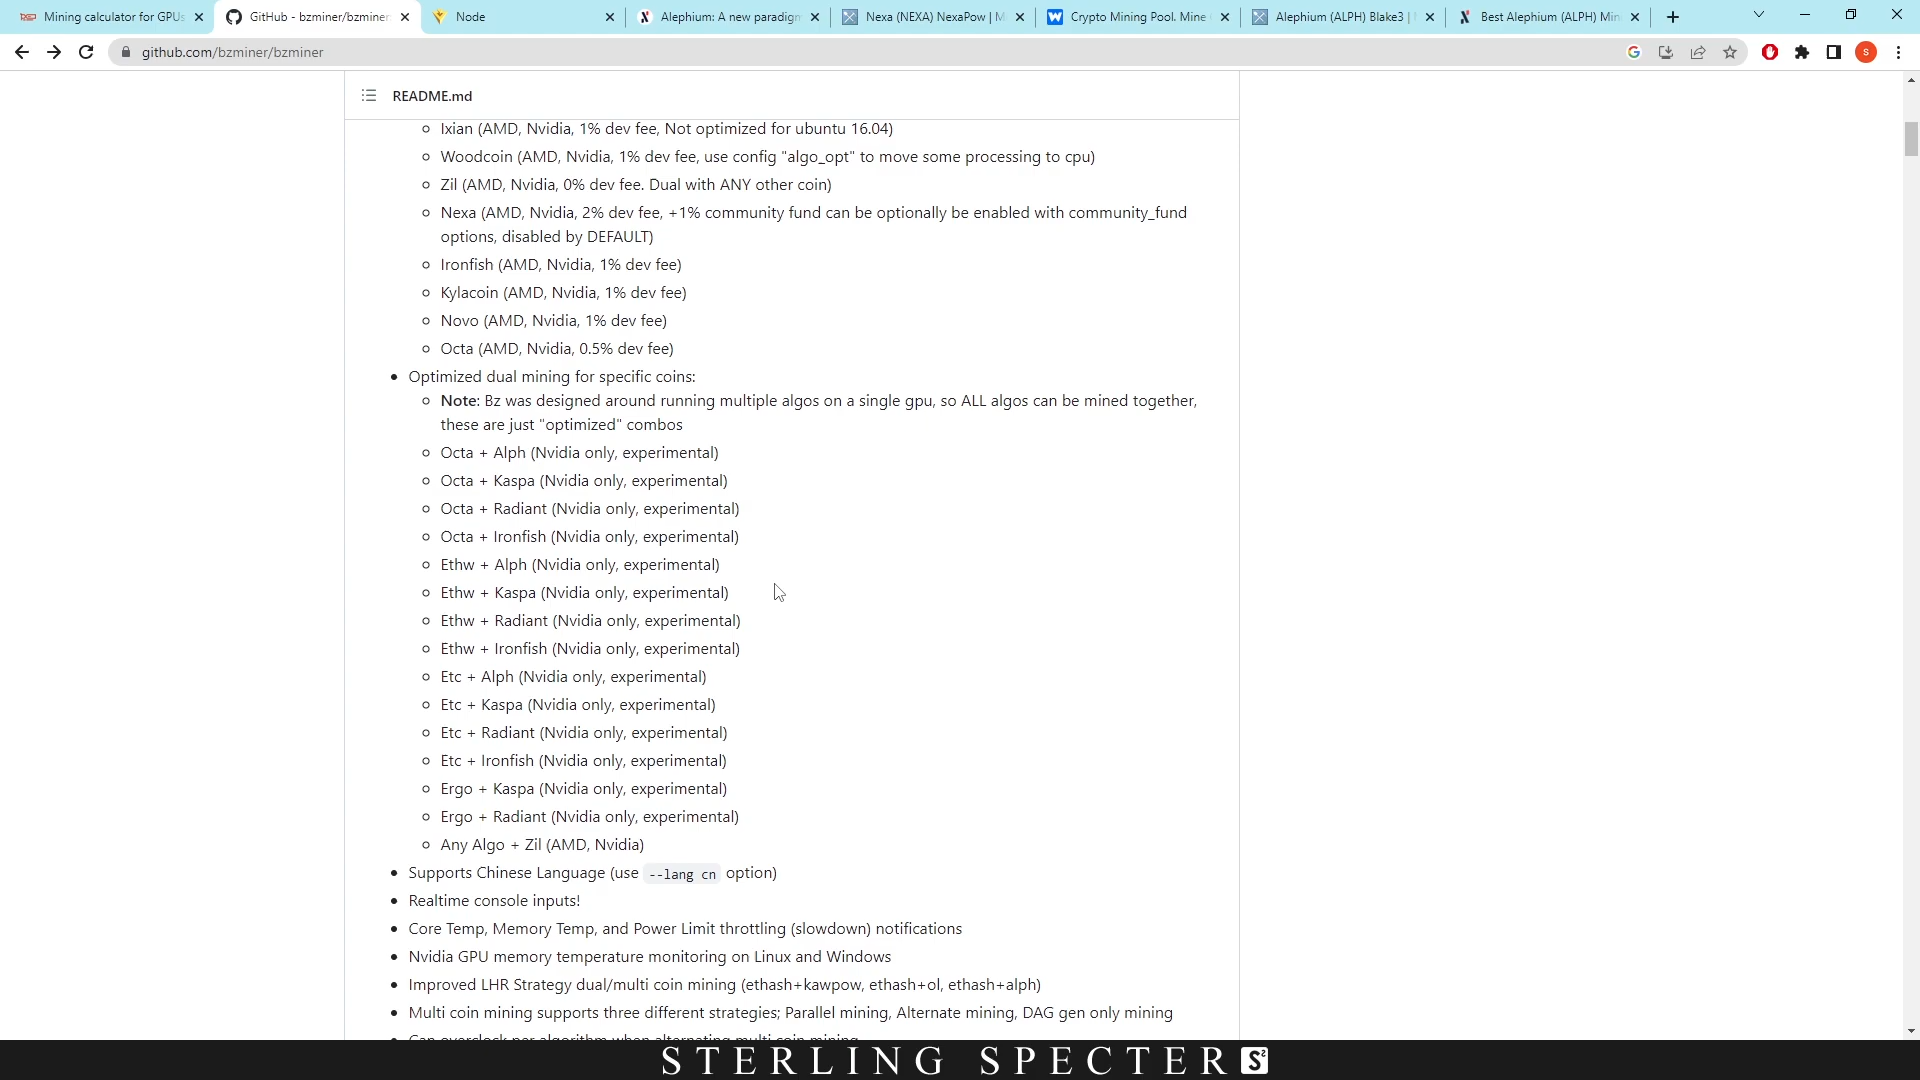 Mining calculator for GPUs
GitHub - bzminer/bzminer
Node
Alephium: A new paradigm
Nexa (NEXA) NexaPow | M
Crypto Mining Pool. Mine
Alephium (ALPH) Blake3 |
Best Alephium (ALPH) Min
github.com/bzminer/bzminer
S
README.md
Ixian (AMD, Nvidia, 1% dev fee, Not optimized for ubuntu 16.04)
Woodcoin (AMD, Nvidia, 1% dev fee, use config "algo_opt" to move some processing to cpu)
Zil (AMD, Nvidia, 0% dev fee. Dual with ANY other coin)
Nexa (AMD, Nvidia, 2% dev fee, +1% community fund can be optionally be enabled with community_fund
options, disabled by DEFAULT)
Ironfish (AMD, Nvidia, 1% dev fee)
Kylacoin (AMD, Nvidia, 1% dev fee)
Novo (AMD, Nvidia, 1% dev fee)
Octa (AMD, Nvidia, 0.5% dev fee)
Optimized dual mining for specific coins:
Note: Bz was designed around running multiple algos on a single gpu, so ALL algos can be mined together,
these are just "optimized" combos
Octa + Alph (Nvidia only, experimental)
Octa + Kaspa (Nvidia only, experimental)
Octa + Radiant (Nvidia only, experimental)
Octa + Ironfish (Nvidia only, experimental)
Ethw + Alph (Nvidia only, experimental)
Ethw + Kaspa (Nvidia only, experimental)
Ethw + Radiant (Nvidia only, experimental)
Ethw + Ironfish (Nvidia only, experimental)
Etc + Alph (Nvidia only, experimental)
Etc + Kaspa (Nvidia only, experimental)
Etc + Radiant (Nvidia only, experimental)
Etc + Ironfish (Nvidia only, experimental)
Ergo + Kaspa (Nvidia only, experimental)
Ergo + Radiant (Nvidia only, experimental)
Any Algo + Zil (AMD, Nvidia)
Supports Chinese Language (use --lang cn option)
Realtime console inputs!
Core Temp, Memory Temp, and Power Limit throttling (slowdown) notifications
Nvidia GPU memory temperature monitoring on Linux and Windows
Improved LHR Strategy dual/multi coin mining (ethash+kawpow, ethash+ol, ethash+alph)
Multi coin mining supports three different strategies; Parallel mining, Alternate mining, DAG gen only mining
Can overclock per algorithm when alternating multi coin mining
STERLING SPECTER S²